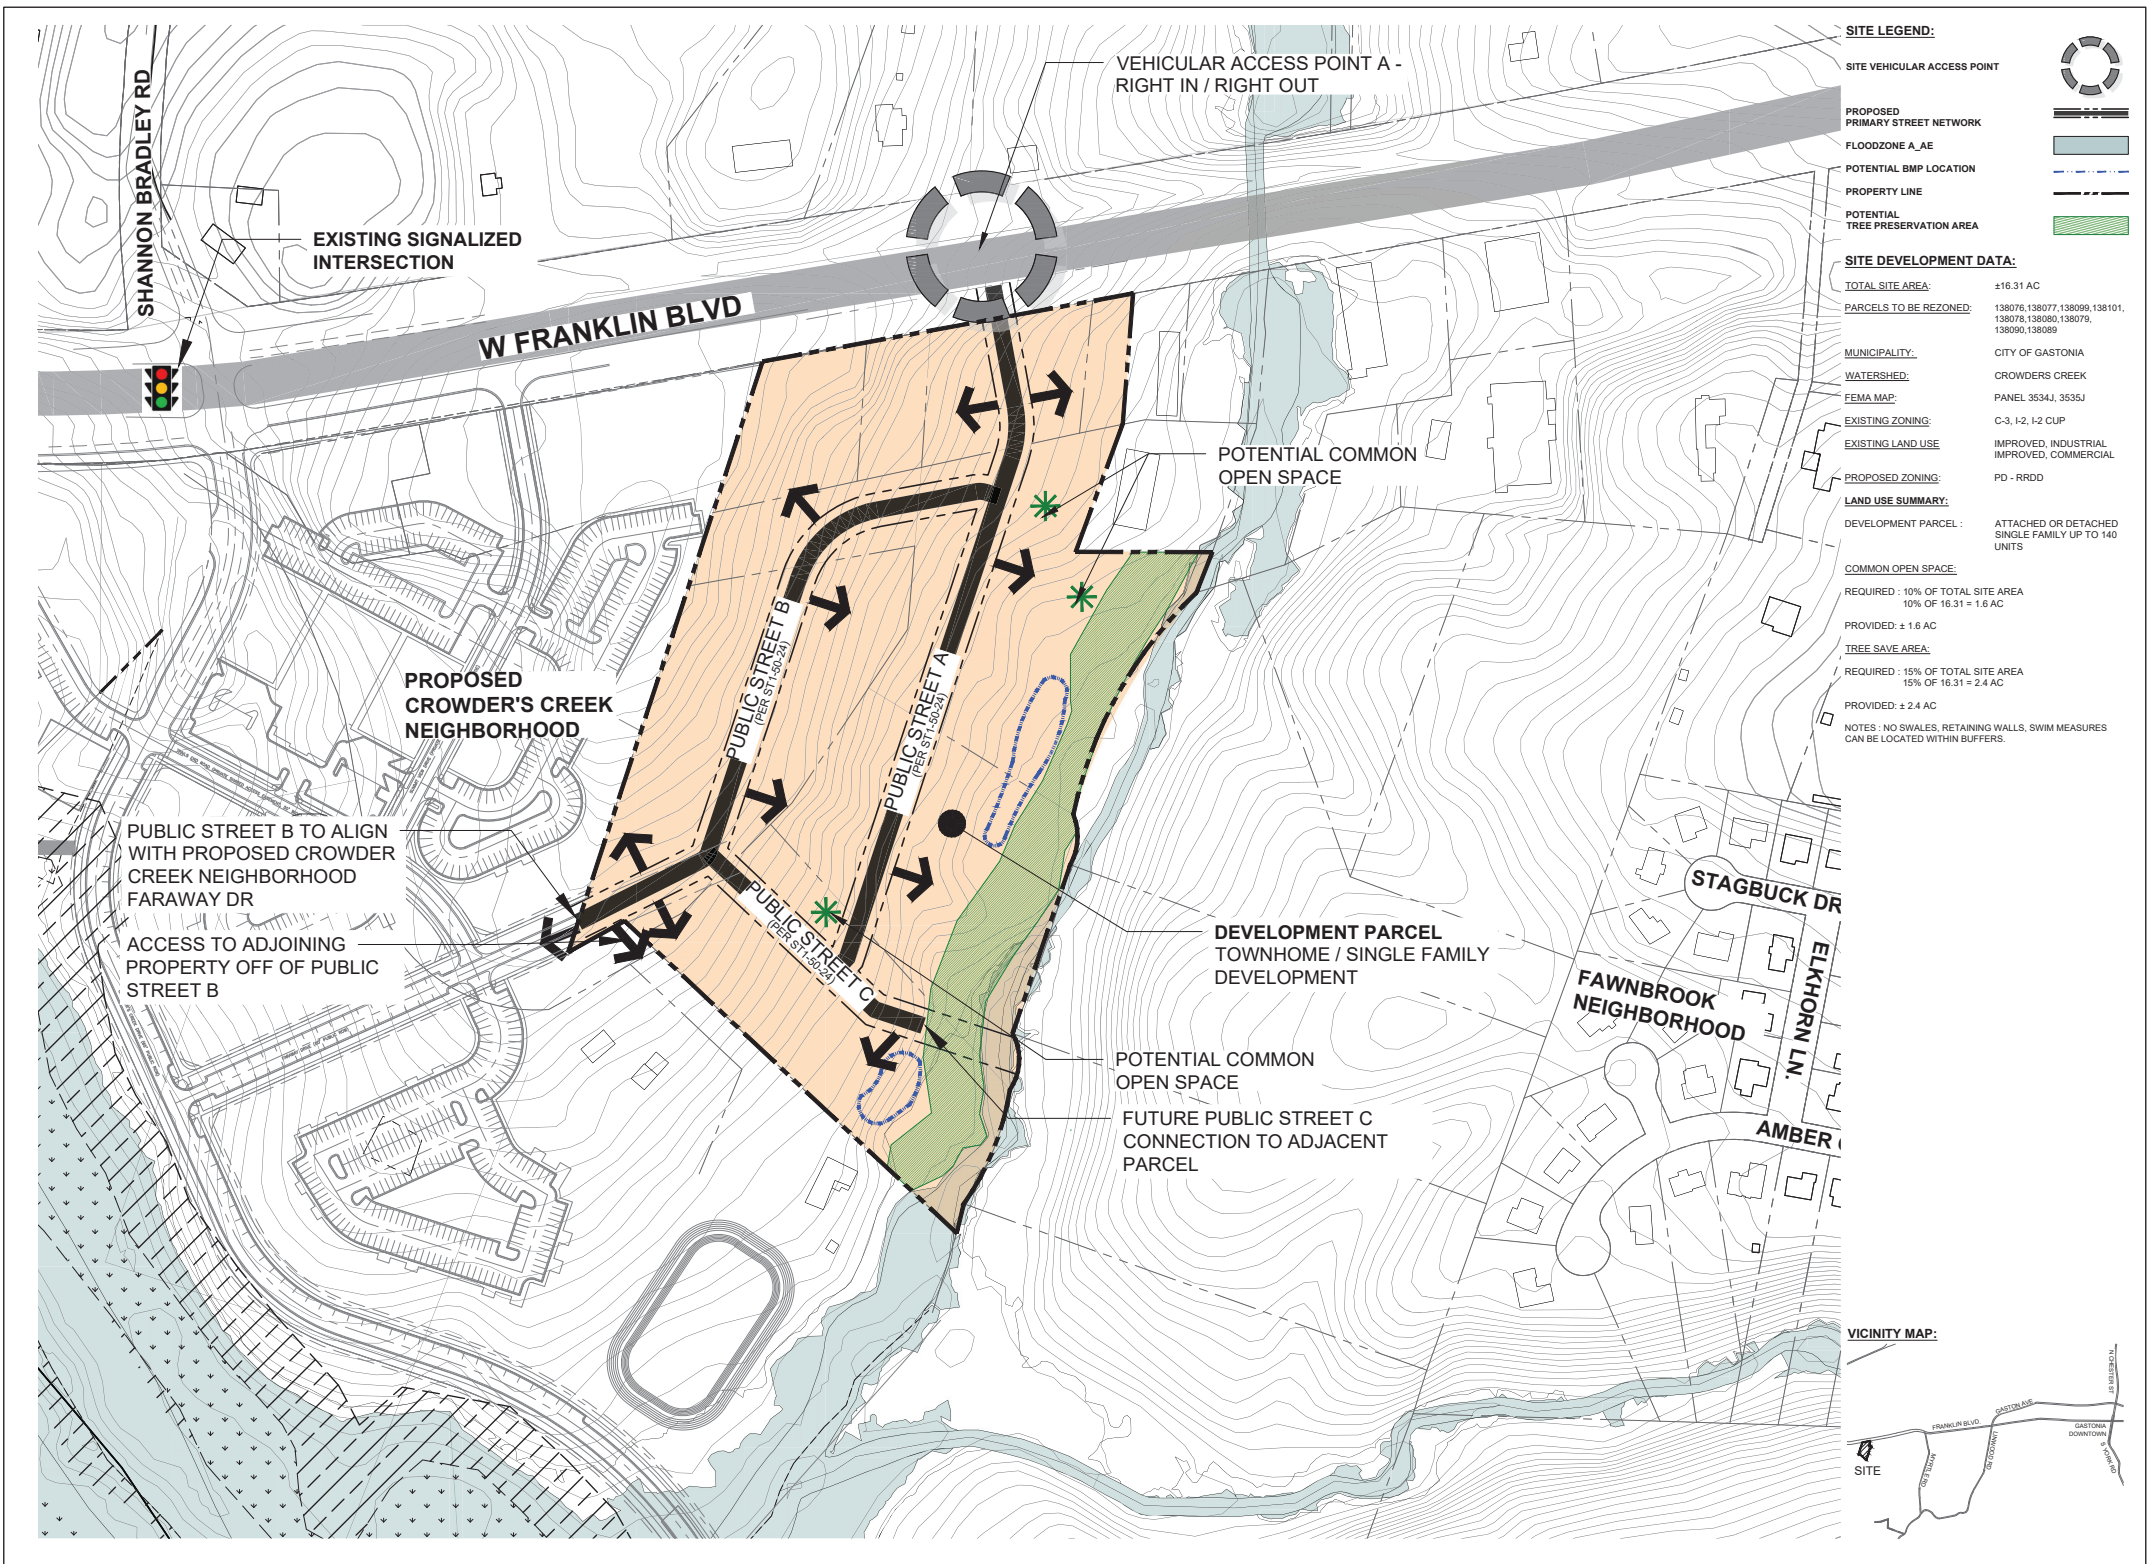 VEHICULAR ACCESS POINT A -
RIGHT IN / RIGHT OUT
SHANNON BRADLEY RD
EXISTING SIGNALIZED
INTERSECTION
W FRANKLIN BLVD
POTENTIAL COMMON
OPEN SPACE
PUBLIC STREET B
(PER ST1-50-24)
PUBLIC STREET A
(PER ST1-50-24)
PROPOSED
CROWDER'S CREEK
NEIGHBORHOOD
PUBLIC STREET B TO ALIGN
WITH PROPOSED CROWDER
CREEK NEIGHBORHOOD
FARAWAY DR
ACCESS TO ADJOINING
PROPERTY OFF OF PUBLIC
STREET B
PUBLIC STREET C
(PER ST1-50-24)
DEVELOPMENT PARCEL
TOWNHOME / SINGLE FAMILY
DEVELOPMENT
POTENTIAL COMMON
OPEN SPACE
FUTURE PUBLIC STREET C
CONNECTION TO ADJACENT
PARCEL
STAGBUCK DR
ELKHORN LN.
FAWNBROOK
NEIGHBORHOOD
AMBER
SITE LEGEND:
SITE VEHICULAR ACCESS POINT
PROPOSED
PRIMARY STREET NETWORK
FLOODZONE A_AE
POTENTIAL BMP LOCATION
PROPERTY LINE
POTENTIAL
TREE PRESERVATION AREA
SITE DEVELOPMENT DATA:
TOTAL SITE AREA: ±16.31 AC
PARCELS TO BE REZONED: 138076,138077,138099,138101,
138078,138080,138079,
138090,138089
MUNICIPALITY: CITY OF GASTONIA
WATERSHED: CROWDERS CREEK
FEMA MAP: PANEL 3534J, 3535J
EXISTING ZONING: C-3, I-2, I-2 CUP
EXISTING LAND USE IMPROVED, INDUSTRIAL
IMPROVED, COMMERCIAL
PROPOSED ZONING: PD - RRDD
LAND USE SUMMARY:
DEVELOPMENT PARCEL : ATTACHED OR DETACHED
SINGLE FAMILY UP TO 140
UNITS
COMMON OPEN SPACE:
REQUIRED : 10% OF TOTAL SITE AREA
10% OF 16.31 = 1.6 AC
PROVIDED: ± 1.6 AC
TREE SAVE AREA:
REQUIRED : 15% OF TOTAL SITE AREA
15% OF 16.31 = 2.4 AC
PROVIDED: ± 2.4 AC
NOTES : NO SWALES, RETAINING WALLS, SWIM MEASURES
CAN BE LOCATED WITHIN BUFFERS.
VICINITY MAP:
N CHESTER ST
GASTON AVE
FRANKLIN BLVD.
GASTONIA
DOWNTOWN
S YORK RD
LINWOOD RD
MYRTLE RD
SITE